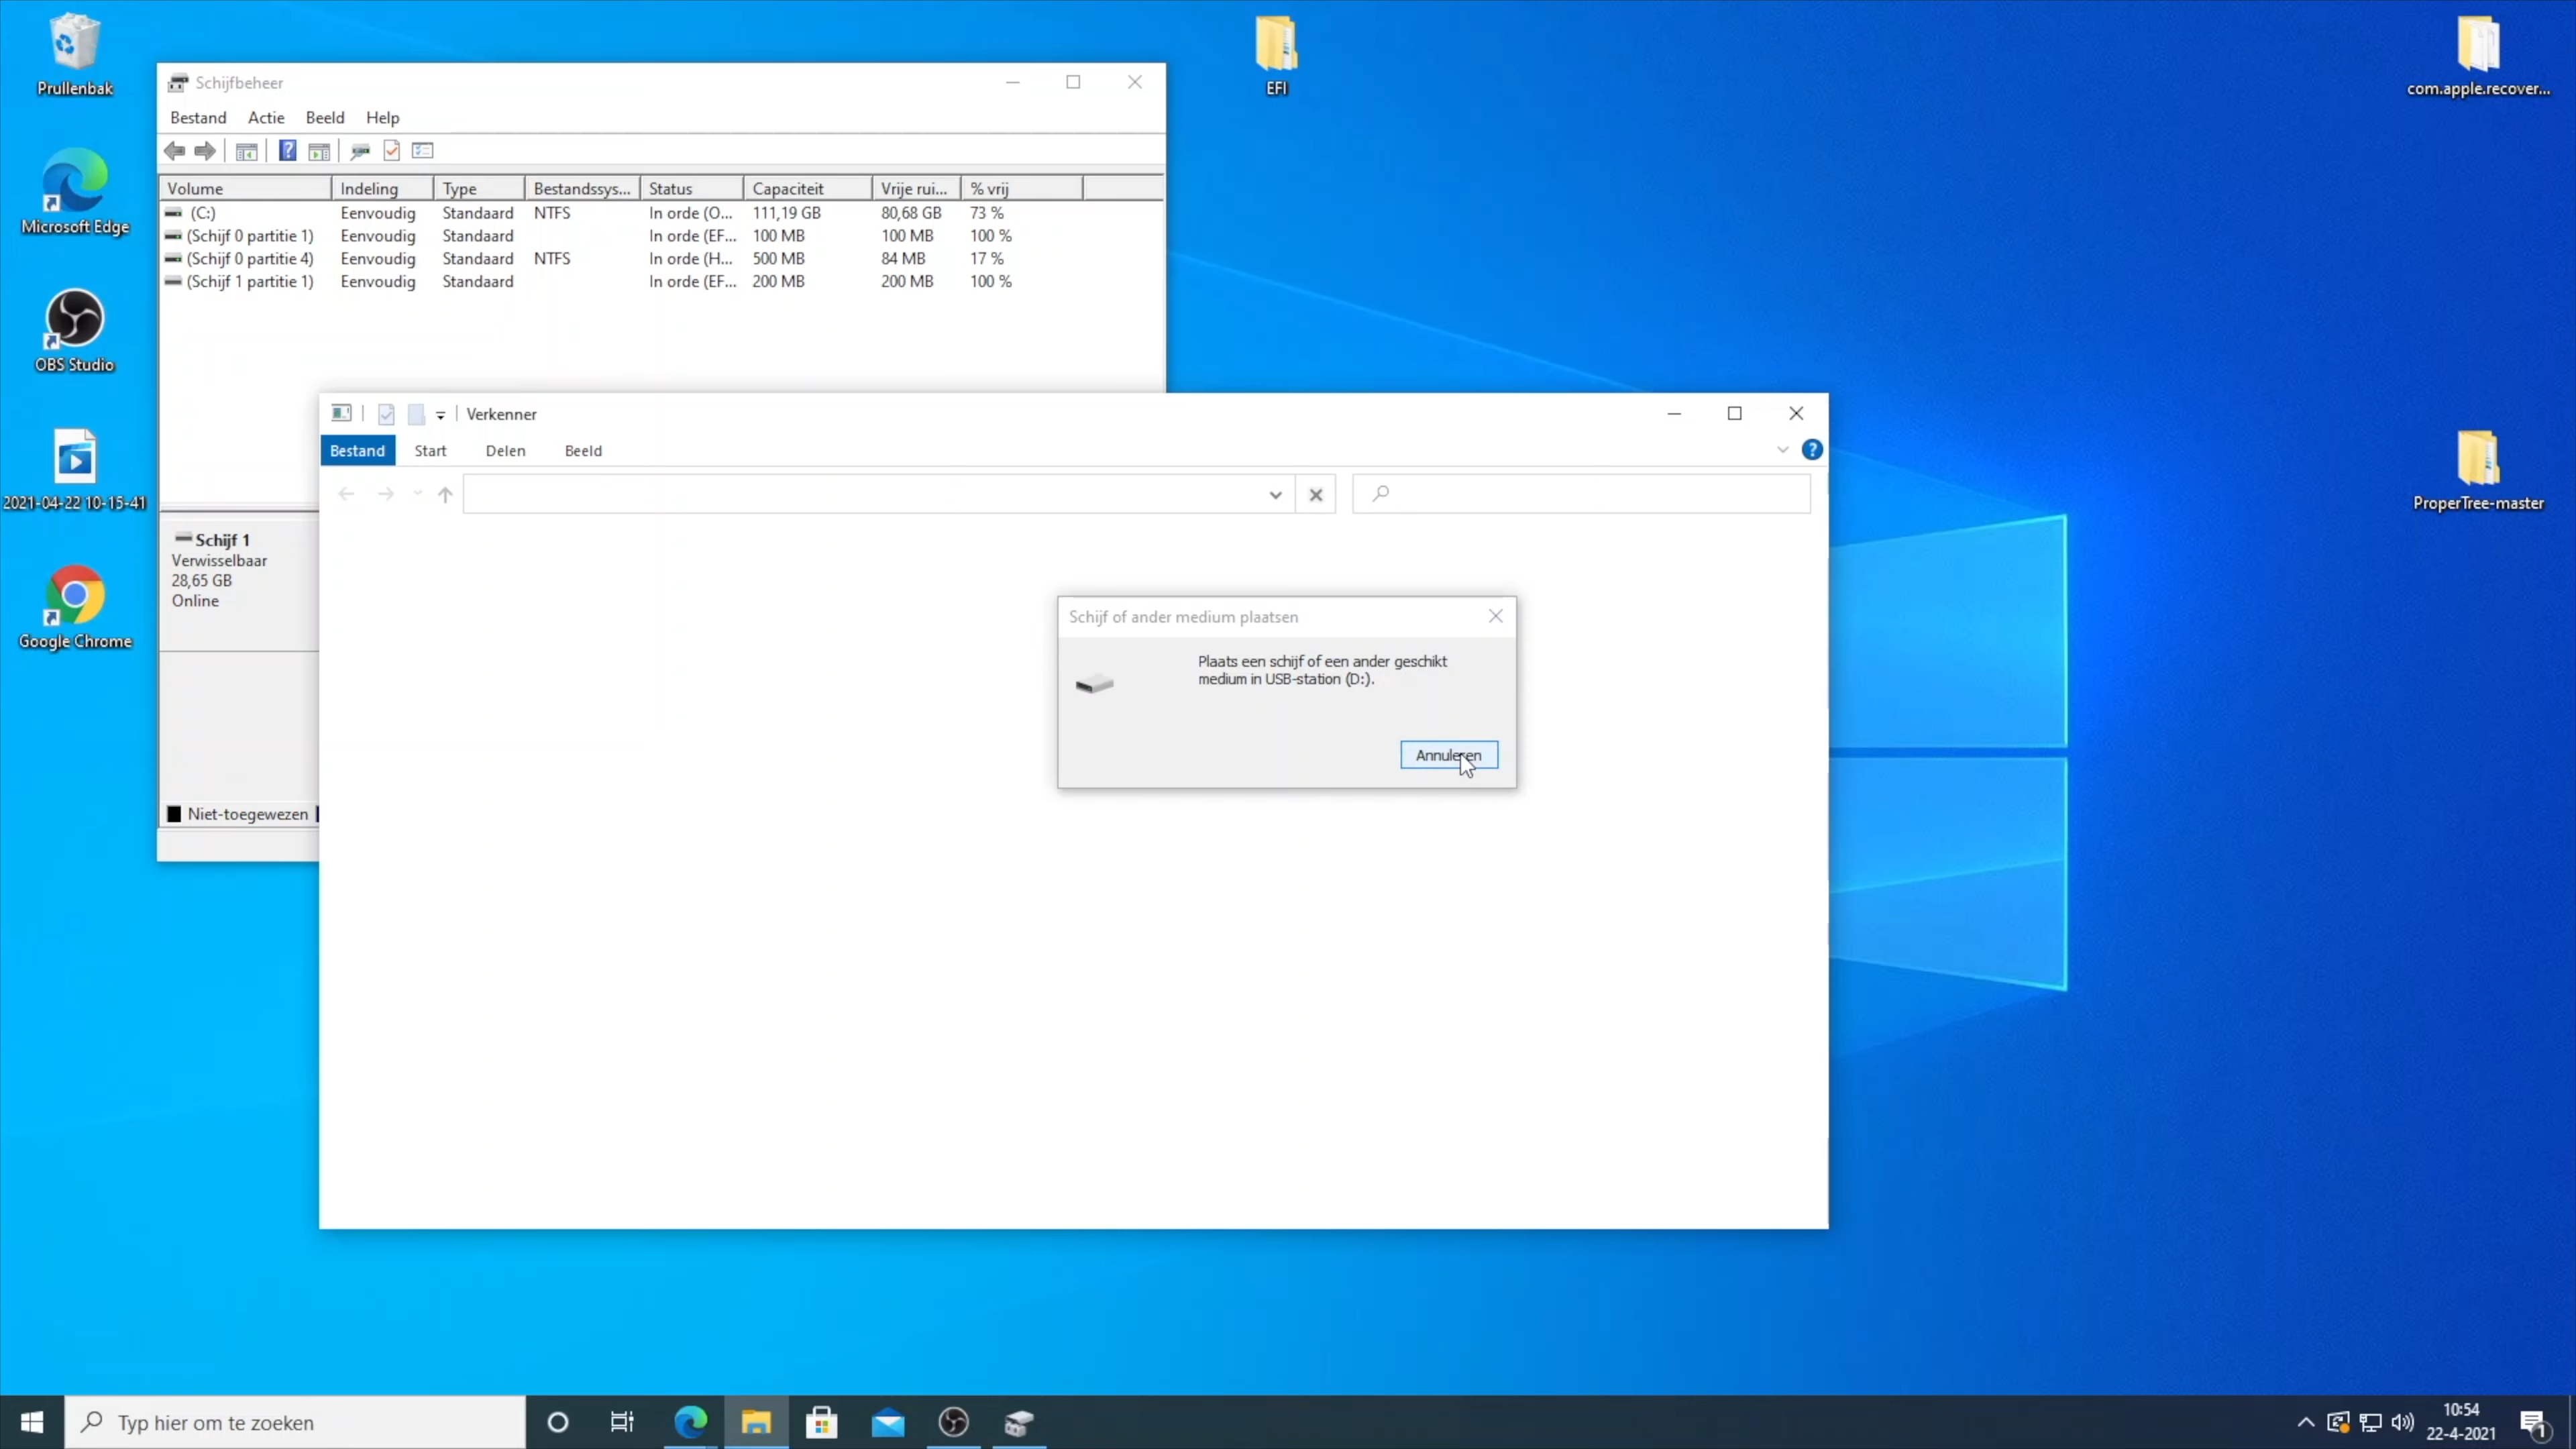 Prullenbak
Microsoft Edge
OBS Studio
2021-04-22 10-15-41
Google Chrome
EFI
com.apple.recover...
ProperTree-master
Schijfbeheer
Bestand Actie Beeld Help
Volume Indeling Type Bestandssys... Status Capaciteit Vrije rui... % vrij
(C:) Eenvoudig Standaard NTFS In orde (O... 111,19 GB 80,68 GB 73 %
(Schijf 0 partitie 1) Eenvoudig Standaard In orde (EF... 100 MB 100 MB 100 %
(Schijf 0 partitie 4) Eenvoudig Standaard NTFS In orde (H... 500 MB 84 MB 17 %
(Schijf 1 partitie 1) Eenvoudig Standaard In orde (EF... 200 MB 200 MB 100 %
Schijf 1
Verwisselbaar
28,65 GB
Online
Niet-toegewezen
Verkenner
Bestand Start Delen Beeld
Schijf of ander medium plaatsen
Plaats een schijf of een ander geschikt
medium in USB-station (D:).
Annuleren
Typ hier om te zoeken
10:54
22-4-2021
1